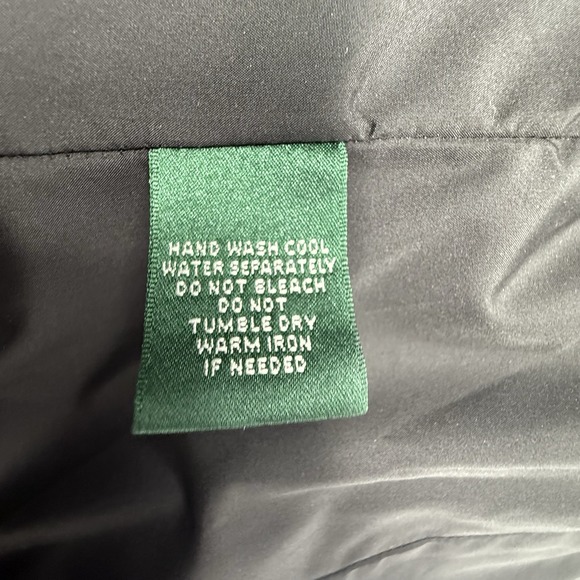 HAND WASH COOL
WATER SEPARATELY
DO NOT BLEACH
DO NOT
TUMBLE DRY
WARM IRON
IF NEEDED